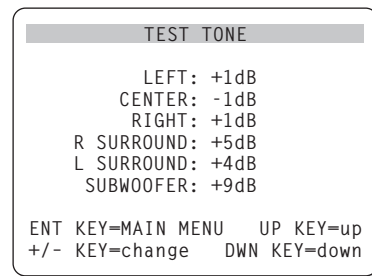 TEST TONE
LEFT: +1dB
CENTER: -1dB
RIGHT: +1dB
R SURROUND: +5dB
L SURROUND: +4dB
SUBWOOFER: +9dB
ENT KEY=MAIN MENU UP KEY=up
+/- KEY=change DWN KEY=down